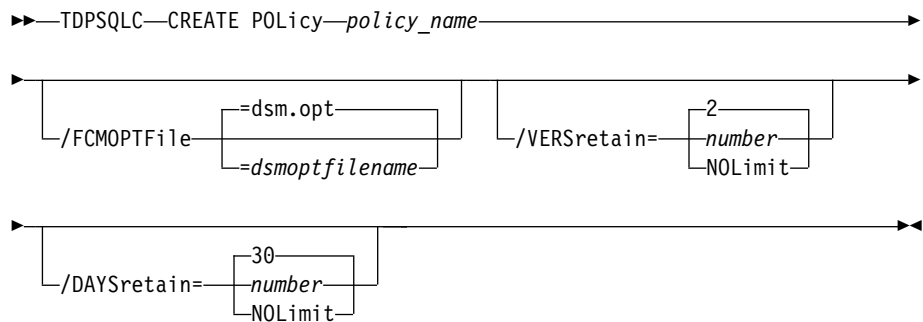 TDPSQLC CREATE POLicy policy_name
=dsm.opt 2
/FCMOPTFile /VERSretain= number
=dsmoptfilename NOLimit
30
/DAYSretain= number
NOLimit